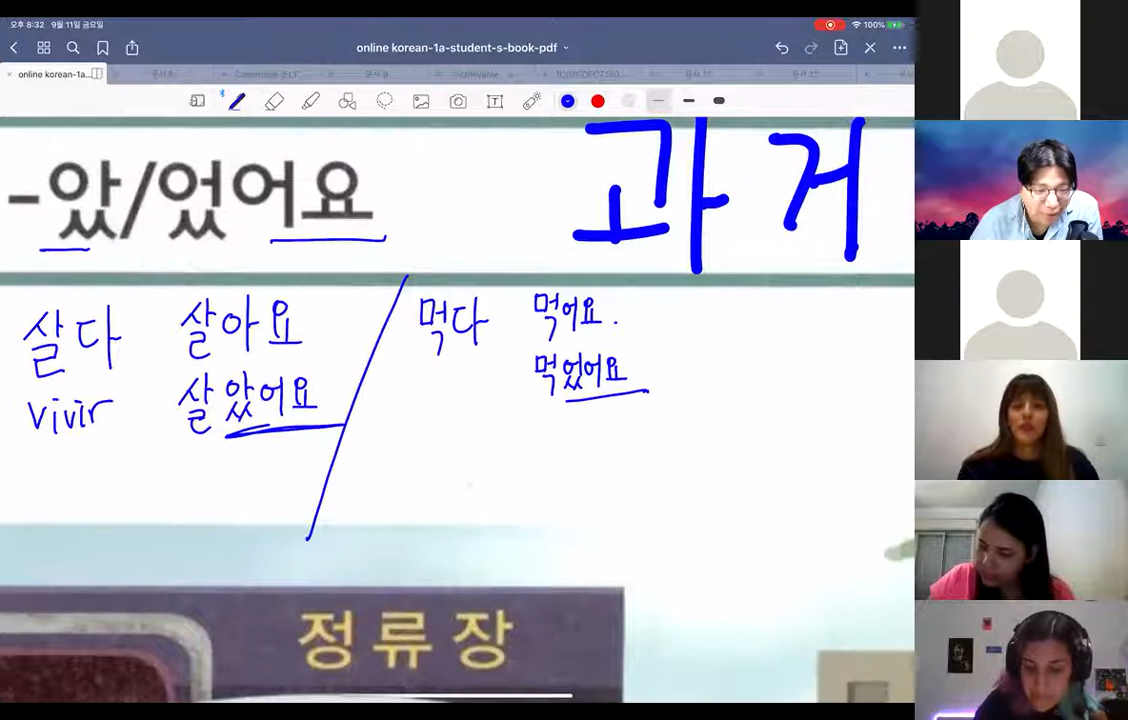 오후 8:32 9월 11일 금요일
100%
online korean-1a-student-s-book-pdf
online korean-1a...
-았/었어요
과거
살다 살아요
살았어요
vivir
먹다 먹어요.
먹었어요
정류장